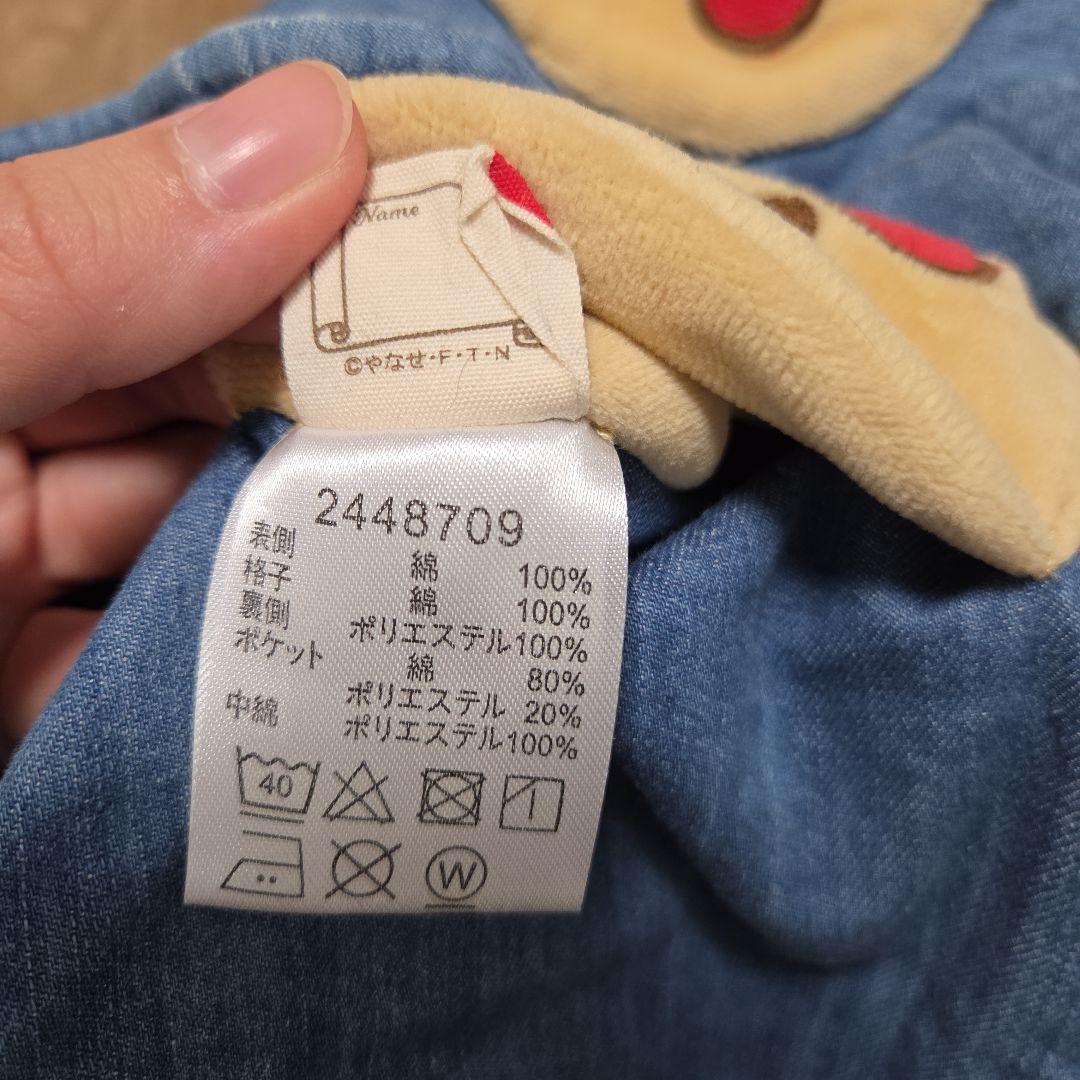 Name
©やなせ・F・T・N
2448709
表側 綿 100%
格子 綿 100%
裏側 ポリエステル100%
ポケット 綿 80%
ポリエステル 20%
中綿 ポリエステル100%
40
W